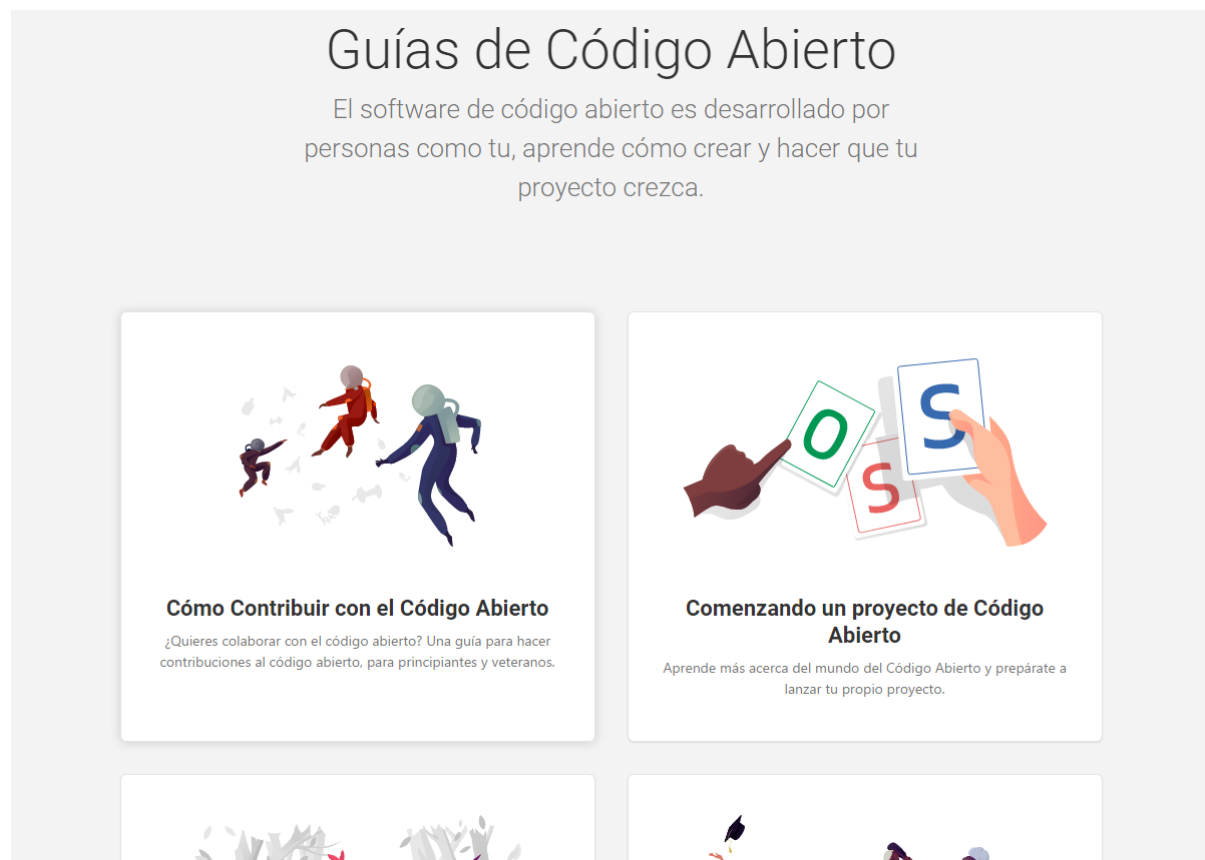 Guías de Código Abierto
El software de código abierto es desarrollado por
personas como tu, aprende cómo crear y hacer que tu
proyecto crezca.
O
S
S
Cómo Contribuir con el Código Abierto
¿Quieres colaborar con el código abierto? Una guía para hacer
contribuciones al código abierto, para principiantes y veteranos.
Comenzando un proyecto de Código
Abierto
Aprende más acerca del mundo del Código Abierto y prepárate a
lanzar tu propio proyecto.